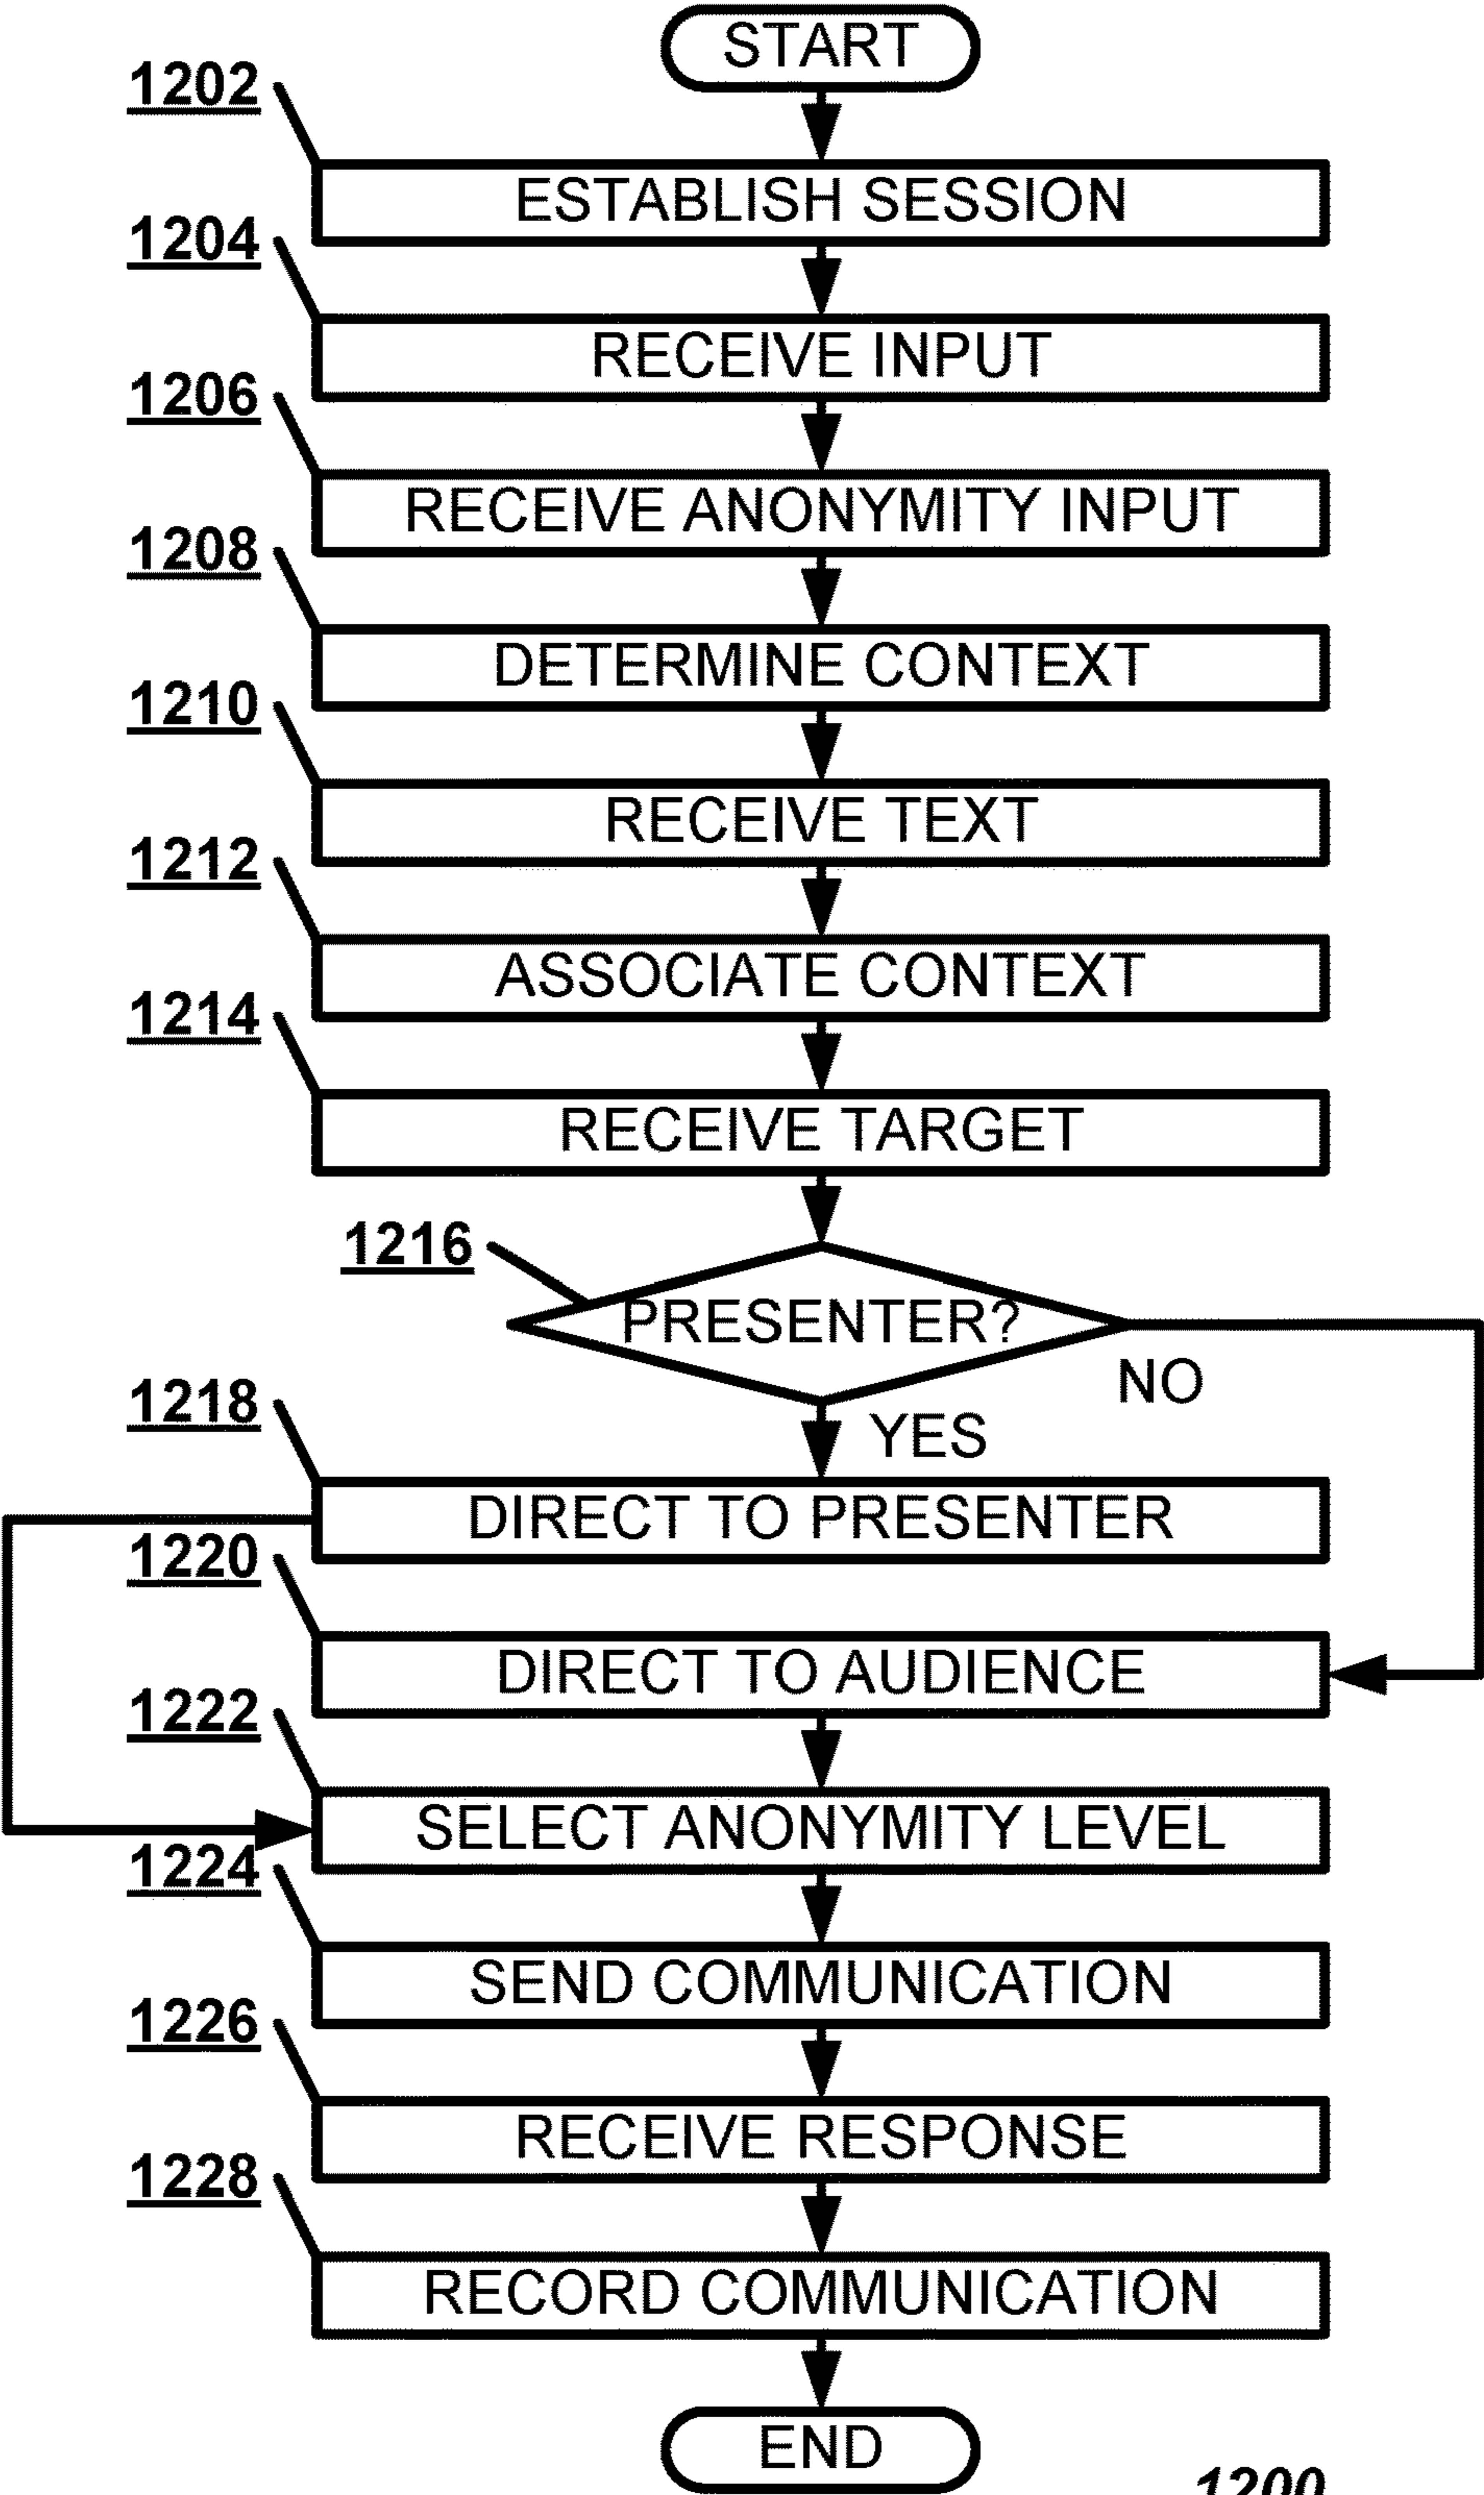 START
1202
ESTABLISH SESSION
1204
RECEIVE INPUT
1206
RECEIVE ANONYMITY INPUT
1208
DETERMINE CONTEXT
1210
RECEIVE TEXT
1212
ASSOCIATE CONTEXT
1214
RECEIVE TARGET
1216
PRESENTER?
NO
YES
1218
DIRECT TO PRESENTER
1220
DIRECT TO AUDIENCE
1222
SELECT ANONYMITY LEVEL
1224
SEND COMMUNICATION
1226
RECEIVE RESPONSE
1228
RECORD COMMUNICATION
END
1200